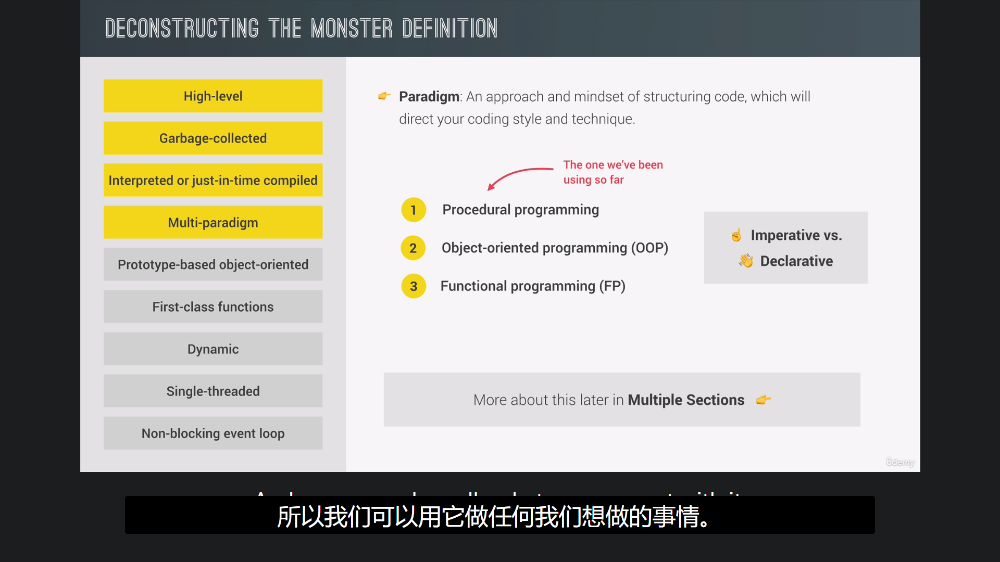 DECONSTRUCTING THE MONSTER DEFINITION
High-level
Garbage-collected
Interpreted or just-in-time compiled
Multi-paradigm
Prototype-based object-oriented
First-class functions
Dynamic
Single-threaded
Non-blocking event loop
👉 Paradigm: An approach and mindset of structuring code, which will
direct your coding style and technique.
The one we've been
using so far
1 Procedural programming
2 Object-oriented programming (OOP)
3 Functional programming (FP)
☝ Imperative vs.
👋 Declarative
More about this later in Multiple Sections 👉
ûdemy
所以我们可以用它做任何我们想做的事情。